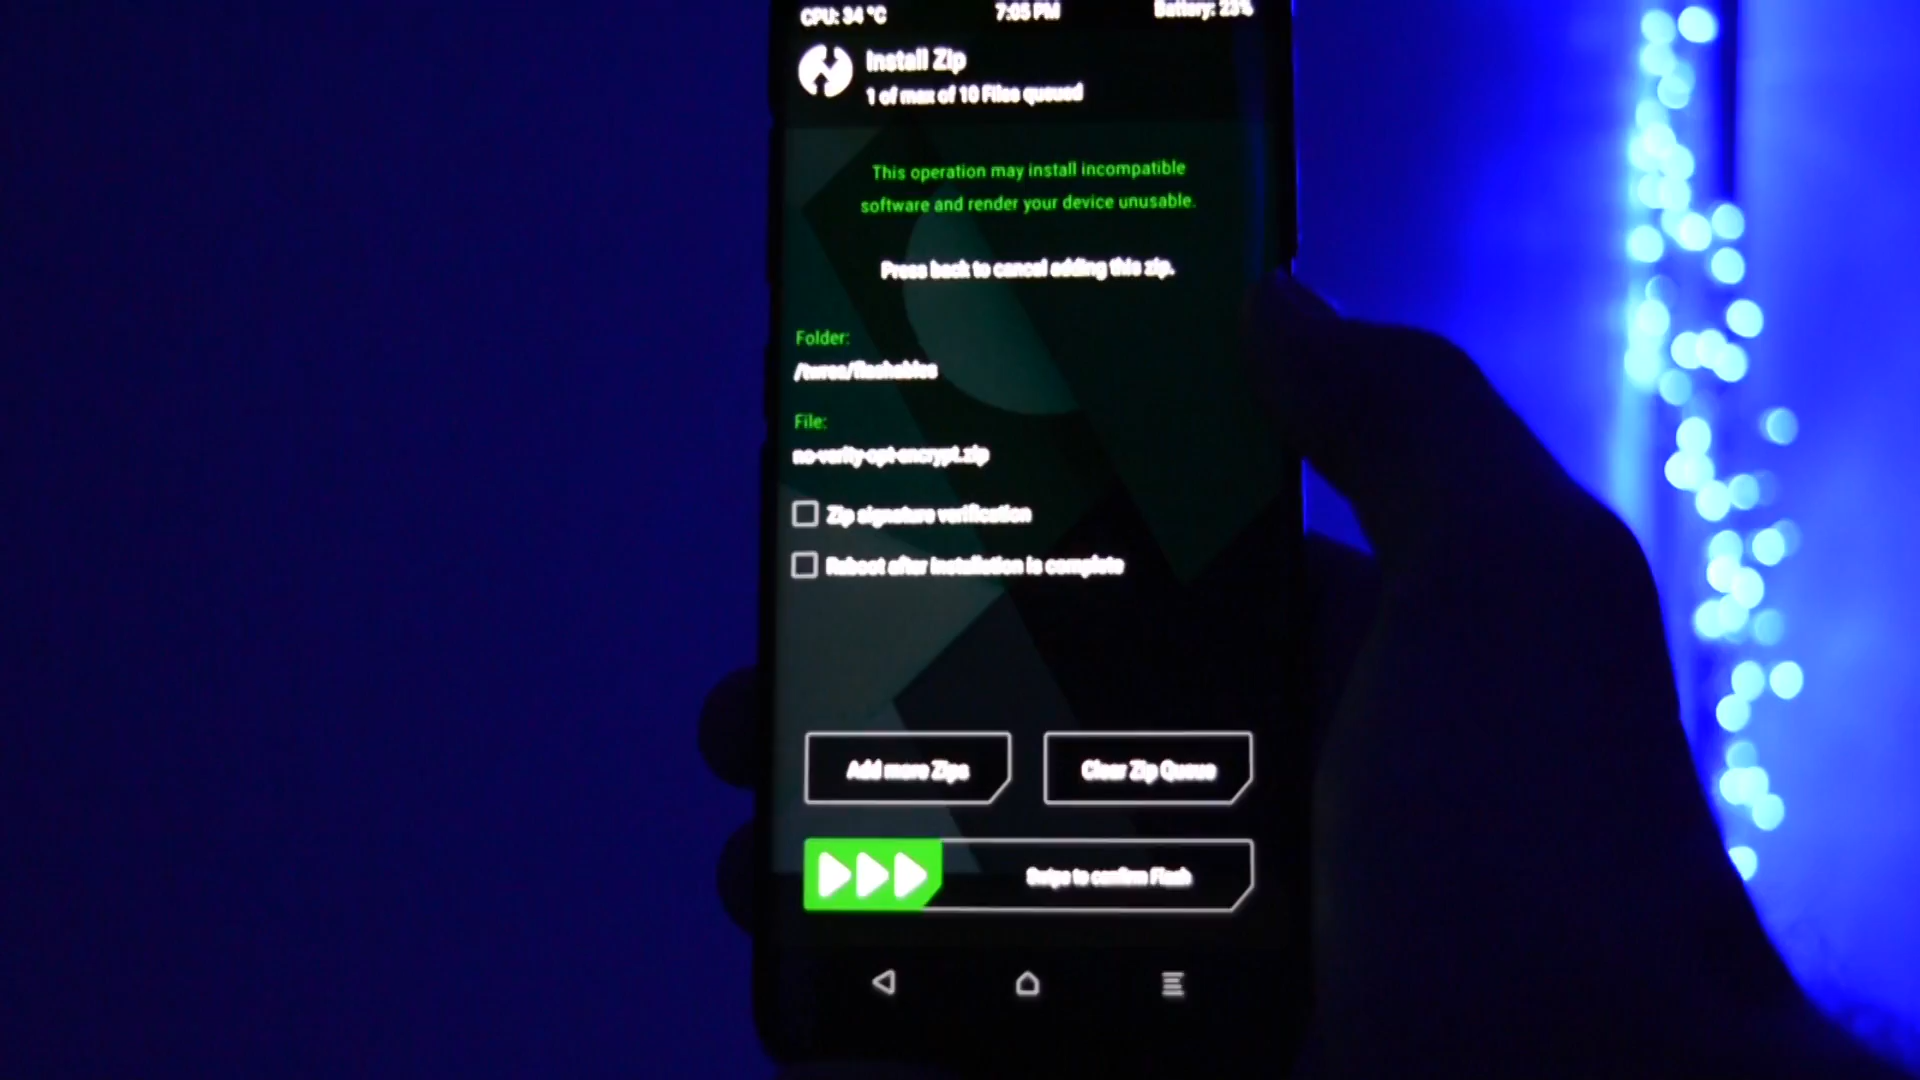 CPU: 34 °C 7:05 PM Battery: 23%
Install Zip
1 of max of 10 Files queued
This operation may install incompatible
software and render your device unusable.
Press back to cancel adding this zip.
Folder:
/twres/flashables
File:
no-verity-opt-encrypt.zip
Zip signature verification
Reboot after installation is complete
Add more Zips
Clear Zip Queue
Swipe to confirm Flash